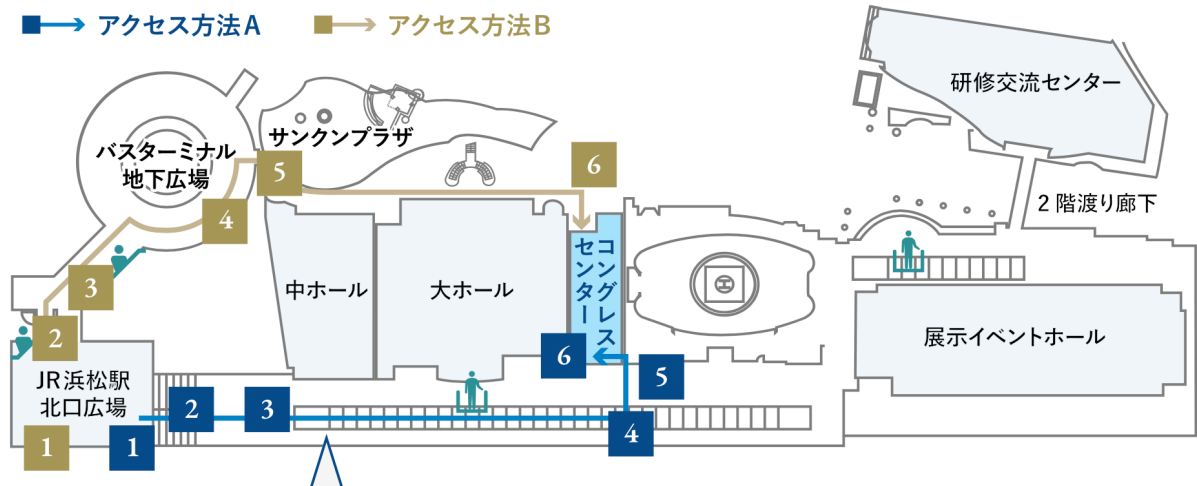 アクセス方法A
アクセス方法B
研修交流センター
サンクンプラザ
バスターミナル
地下広場
5
6
4
2階渡り廊下
コングレス
センター
3
中ホール
大ホール
2
展示イベントホール
6
5
JR浜松駅
北口広場
2
3
4
1
1